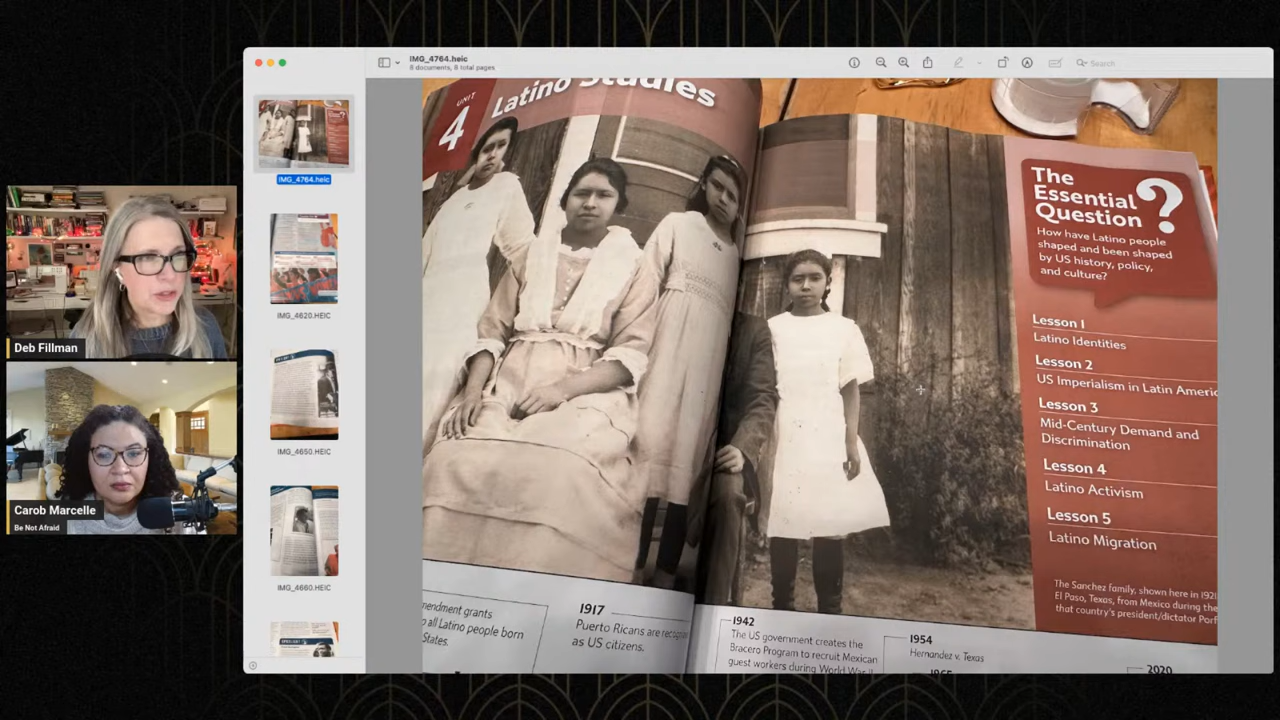 IMG_4764.heic
8 documents, 8 total pages
Search
IMG_4764.heic
IMG_4620.HEIC
IMG_4650.HEIC
IMG_4660.HEIC
Deb Fillman
Carob Marcelle
Be Not Afraid
UNIT
4
Latino Studies
The
Essential
Question
?
How have Latino people
shaped and been shaped
by US history, policy,
and culture?
Lesson 1
Latino Identities
Lesson 2
US Imperialism in Latin Americ
Lesson 3
Mid-Century Demand and
Discrimination
Lesson 4
Latino Activism
Lesson 5
Latino Migration
The Sanchez family, shown here in 1921
El Paso, Texas, from Mexico during the
that country's president/dictator Porf
mendment grants
o all Latino people born
States.
1917
Puerto Ricans are recogn
as US citizens.
1942
The US government creates the
Bracero Program to recruit Mexican
guest workers during World War II
1954
Hernandez v. Texas
1965
2020